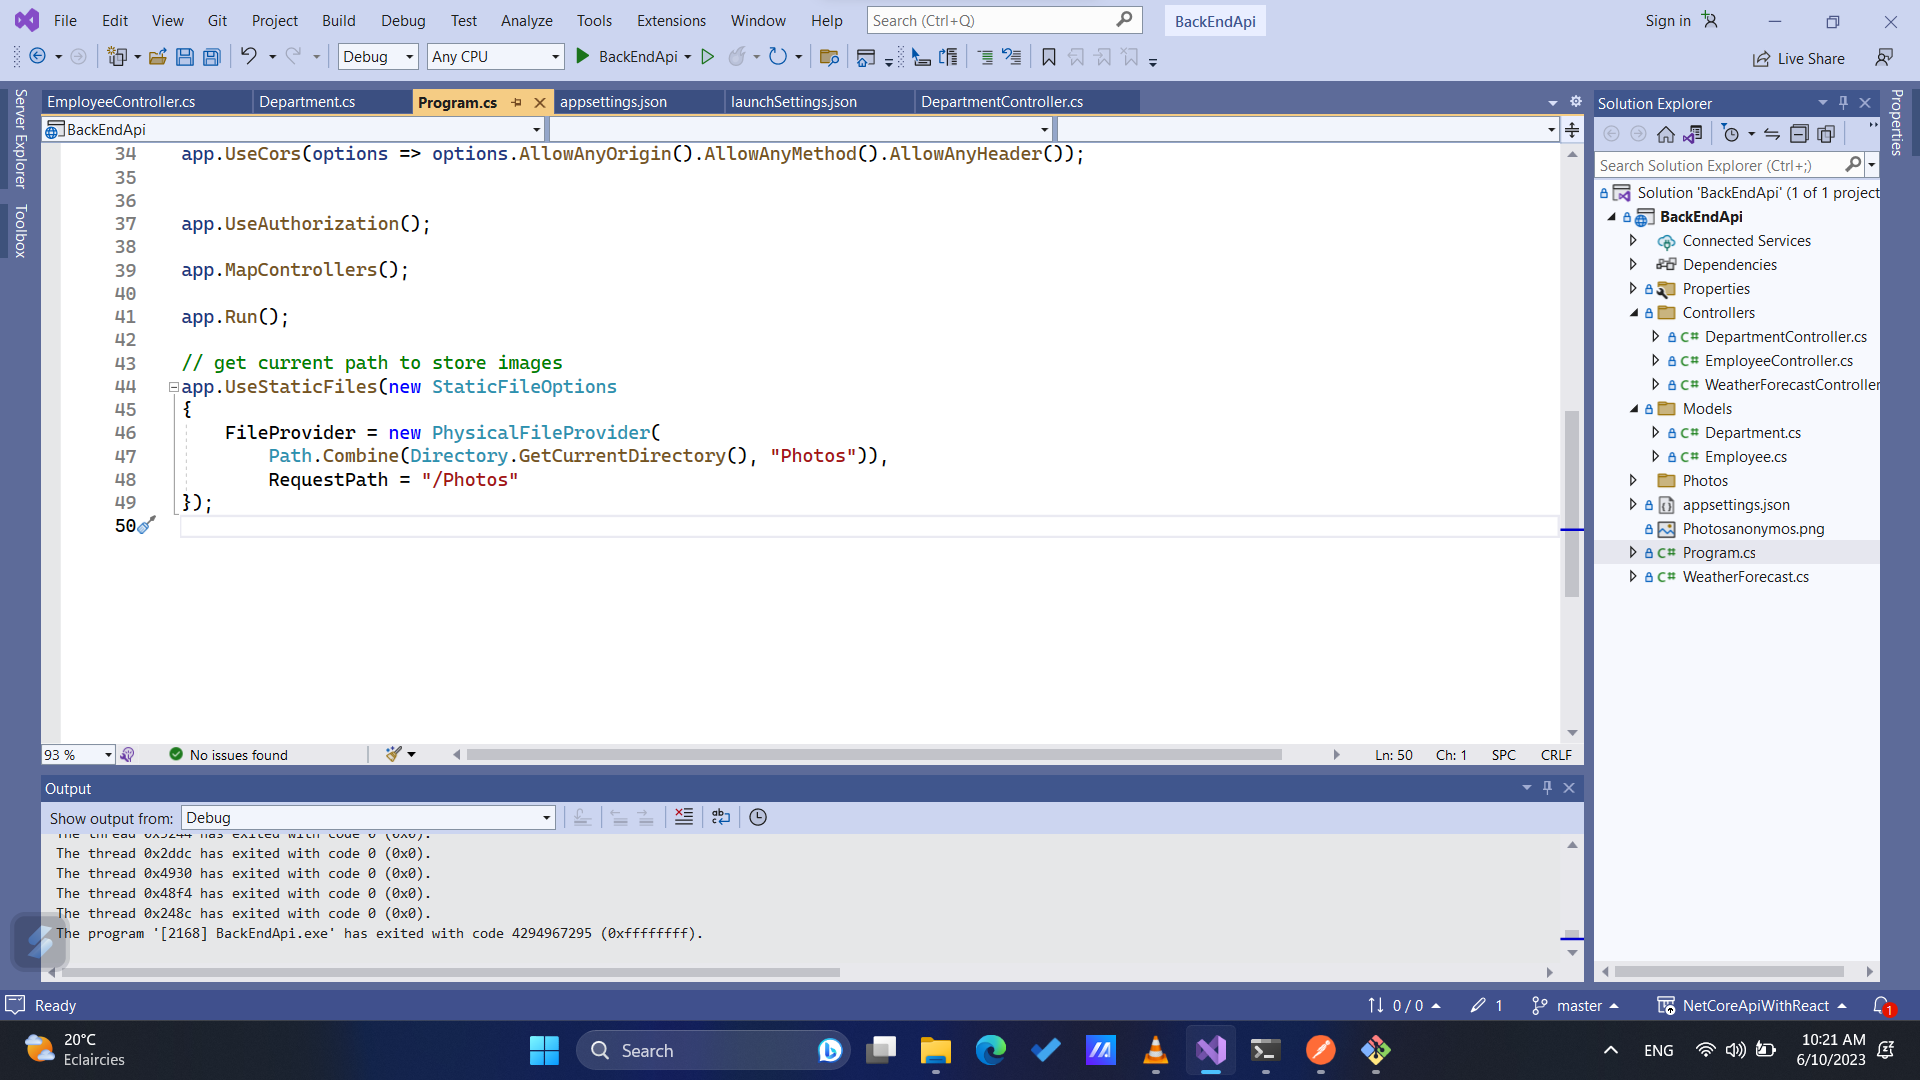 File Edit View Git Project Build Debug Test Analyze Tools Extensions Window Help Search (Ctrl+Q) BackEndApi Sign in
Debug Any CPU BackEndApi Live Share
Server Explorer
Toolbox
EmployeeController.cs Department.cs Program.cs appsettings.json launchSettings.json DepartmentController.cs
BackEndApi
34 app.UseCors(options => options.AllowAnyOrigin().AllowAnyMethod().AllowAnyHeader());
35
36
37 app.UseAuthorization();
38
39 app.MapControllers();
40
41 app.Run();
42
43 // get current path to store images
44 app.UseStaticFiles(new StaticFileOptions
45 {
46 FileProvider = new PhysicalFileProvider(
47 Path.Combine(Directory.GetCurrentDirectory(), "Photos")),
48 RequestPath = "/Photos"
49 });
50
93 % No issues found Ln: 50 Ch: 1 SPC CRLF
Output
Show output from: Debug
The thread 0x5244 has exited with code 0 (0x0).
The thread 0x2ddc has exited with code 0 (0x0).
The thread 0x4930 has exited with code 0 (0x0).
The thread 0x48f4 has exited with code 0 (0x0).
The thread 0x248c has exited with code 0 (0x0).
The program '[2168] BackEndApi.exe' has exited with code 4294967295 (0xffffffff).
Solution Explorer
Search Solution Explorer (Ctrl+;)
Solution 'BackEndApi' (1 of 1 project
BackEndApi
Connected Services
Dependencies
Properties
Controllers
C# DepartmentController.cs
C# EmployeeController.cs
C# WeatherForecastController
Models
C# Department.cs
C# Employee.cs
Photos
appsettings.json
Photosanonymos.png
C# Program.cs
C# WeatherForecast.cs
Properties
Ready 0 / 0 1 master NetCoreApiWithReact 1
20°C
Eclaircies
Search
ENG
10:21 AM
6/10/2023